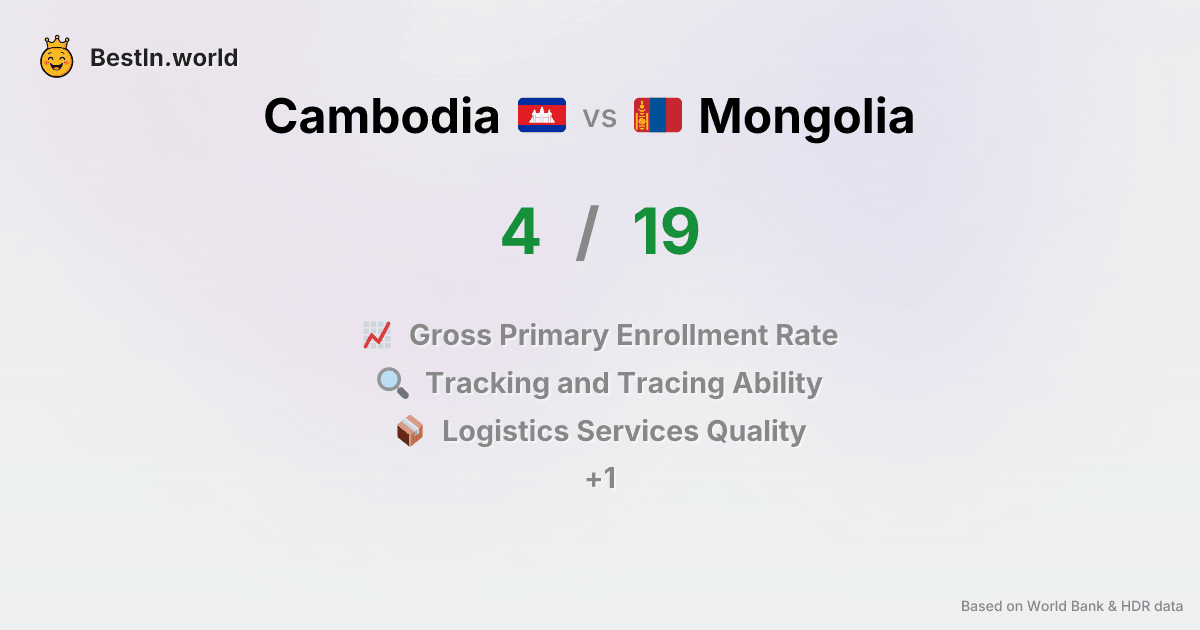 BestIn.world
Cambodia vs Mongolia
4 / 19
Gross Primary Enrollment Rate
Tracking and Tracing Ability
Logistics Services Quality
+1
Based on World Bank & HDR data